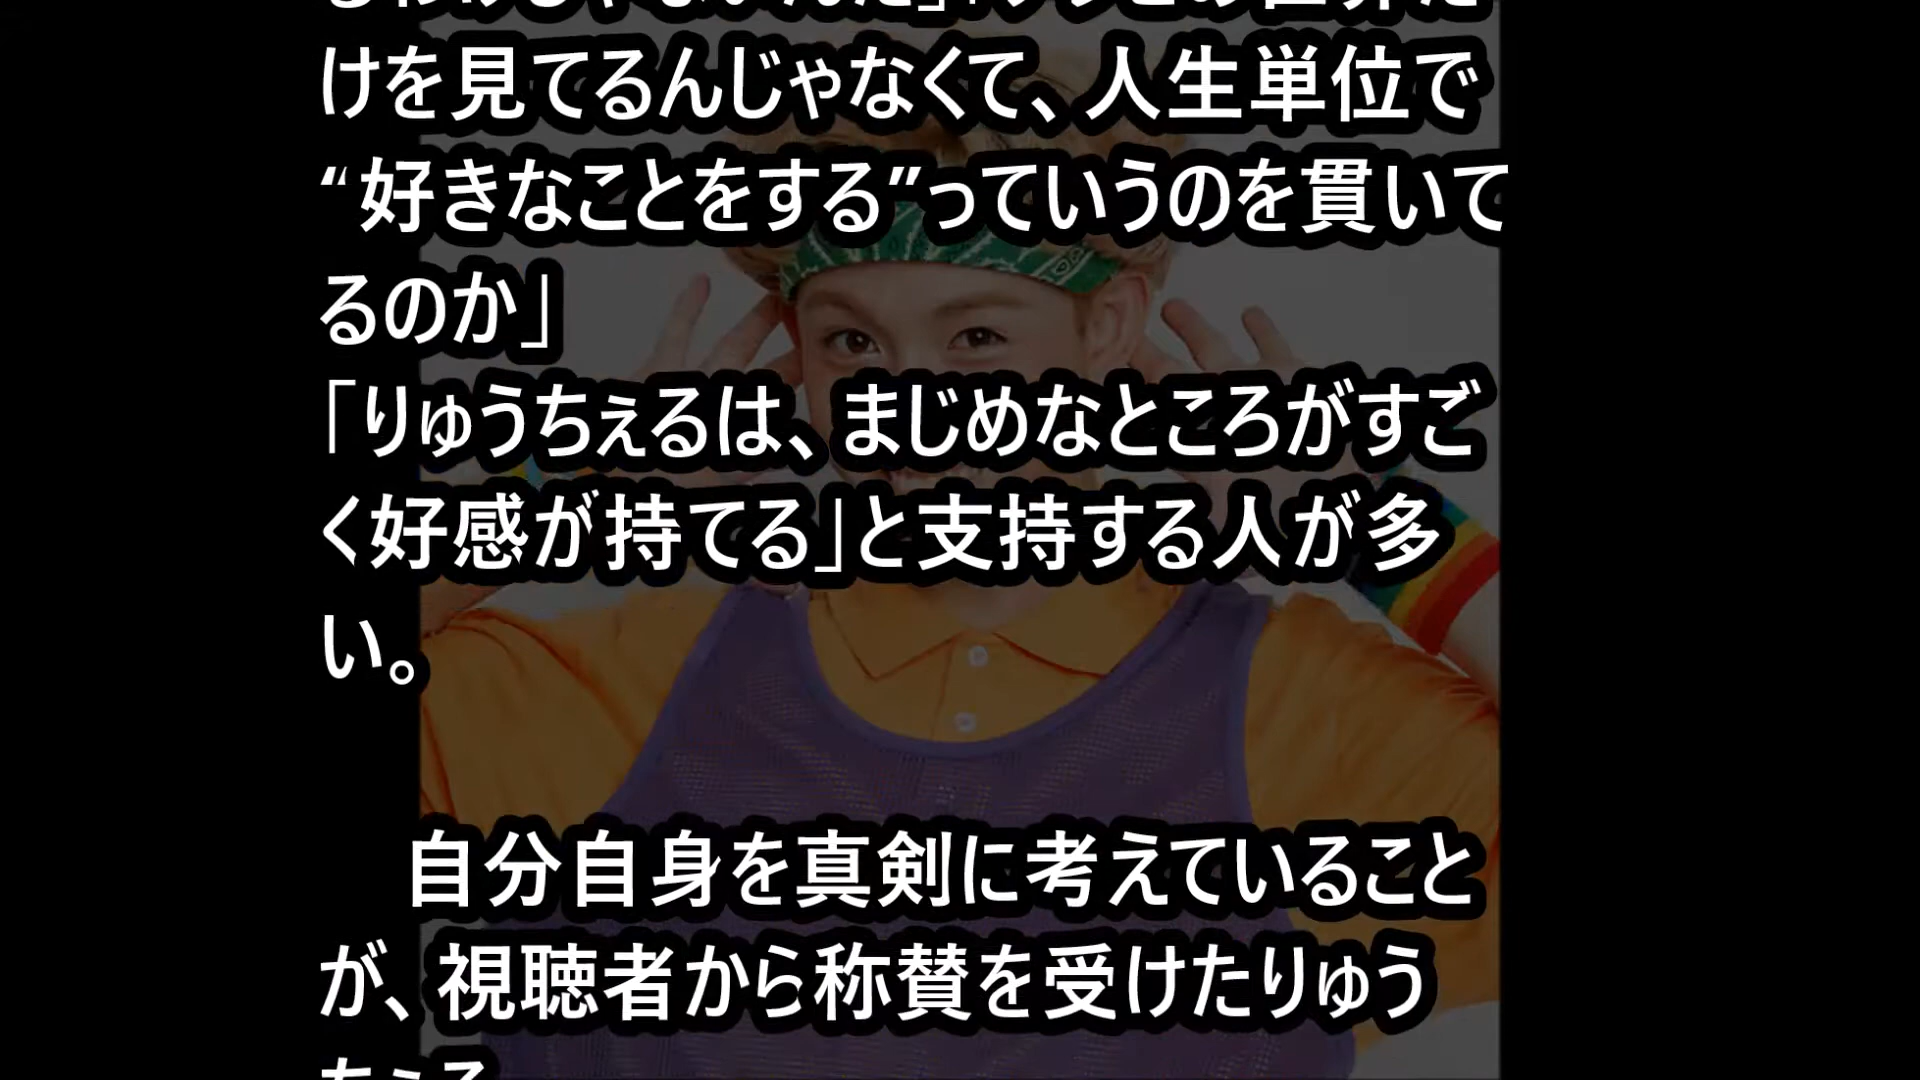 けを見てるんじゃなくて、人生単位で
“好きなことをする”っていうのを貫いて
るのか」
「りゅうちぇるは、まじめなところがすご
く好感が持てる」と支持する人が多
い。
自分自身を真剣に考えていること
が、視聴者から称賛を受けたりゅう
ちぇる